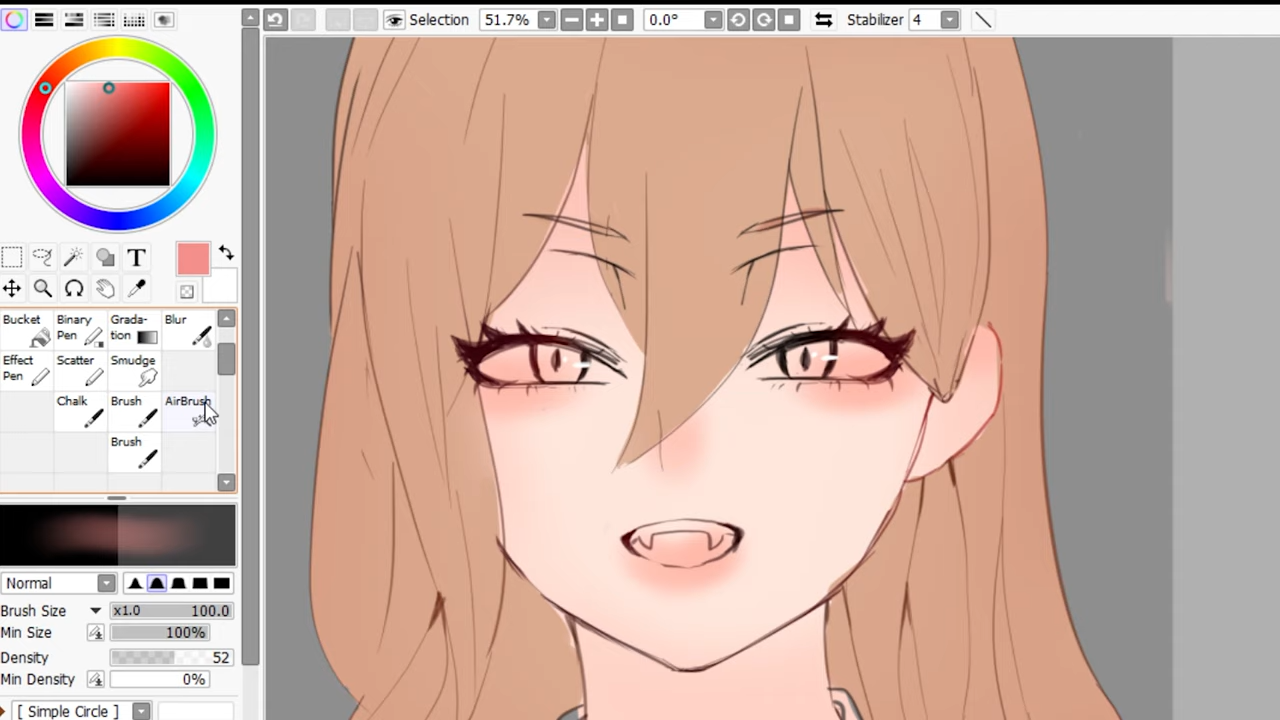 Selection 51.7% 0.0° Stabilizer 4
T
Bucket Binary Pen Grada-tion Blur
Effect Pen Scatter Smudge
Chalk Brush AirBrush
Brush
Normal
Brush Size x1.0 100.0
Min Size 100%
Density 52
Min Density 0%
[ Simple Circle ]